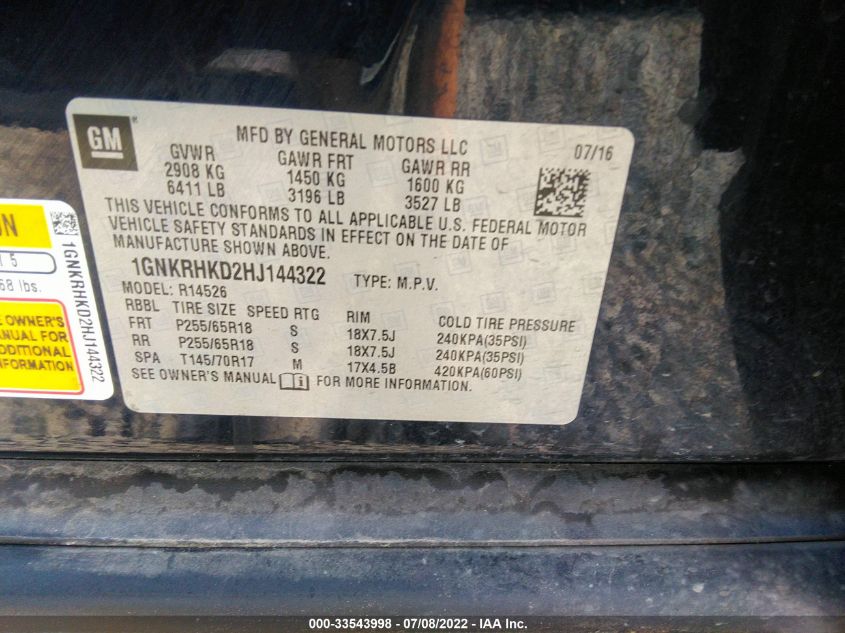 GM
MFD BY GENERAL MOTORS LLC
07/16
GVWR GAWR FRT GAWR RR
2908 KG 1450 KG 1600 KG
6411 LB 3196 LB 3527 LB
THIS VEHICLE CONFORMS TO ALL APPLICABLE U.S. FEDERAL MOTOR
VEHICLE SAFETY STANDARDS IN EFFECT ON THE DATE OF
MANUFACTURE SHOWN ABOVE.
1GNKRHKD2HJ144322 TYPE: M.P.V.
MODEL: R14526
RBBL TIRE SIZE SPEED RTG RIM COLD TIRE PRESSURE
FRT P255/65R18 S 18X7.5J 240KPA(35PSI)
RR P255/65R18 S 18X7.5J 240KPA(35PSI)
SPA T145/70R17 M 17X4.5B 420KPA(60PSI)
SEE OWNER'S MANUAL FOR MORE INFORMATION.
5
68 lbs.
OWNER'S
MANUAL FOR
ADDITIONAL
INFORMATION
1GNKRHKD2HJ144322
000-33543998 - 07/08/2022 - IAA Inc.